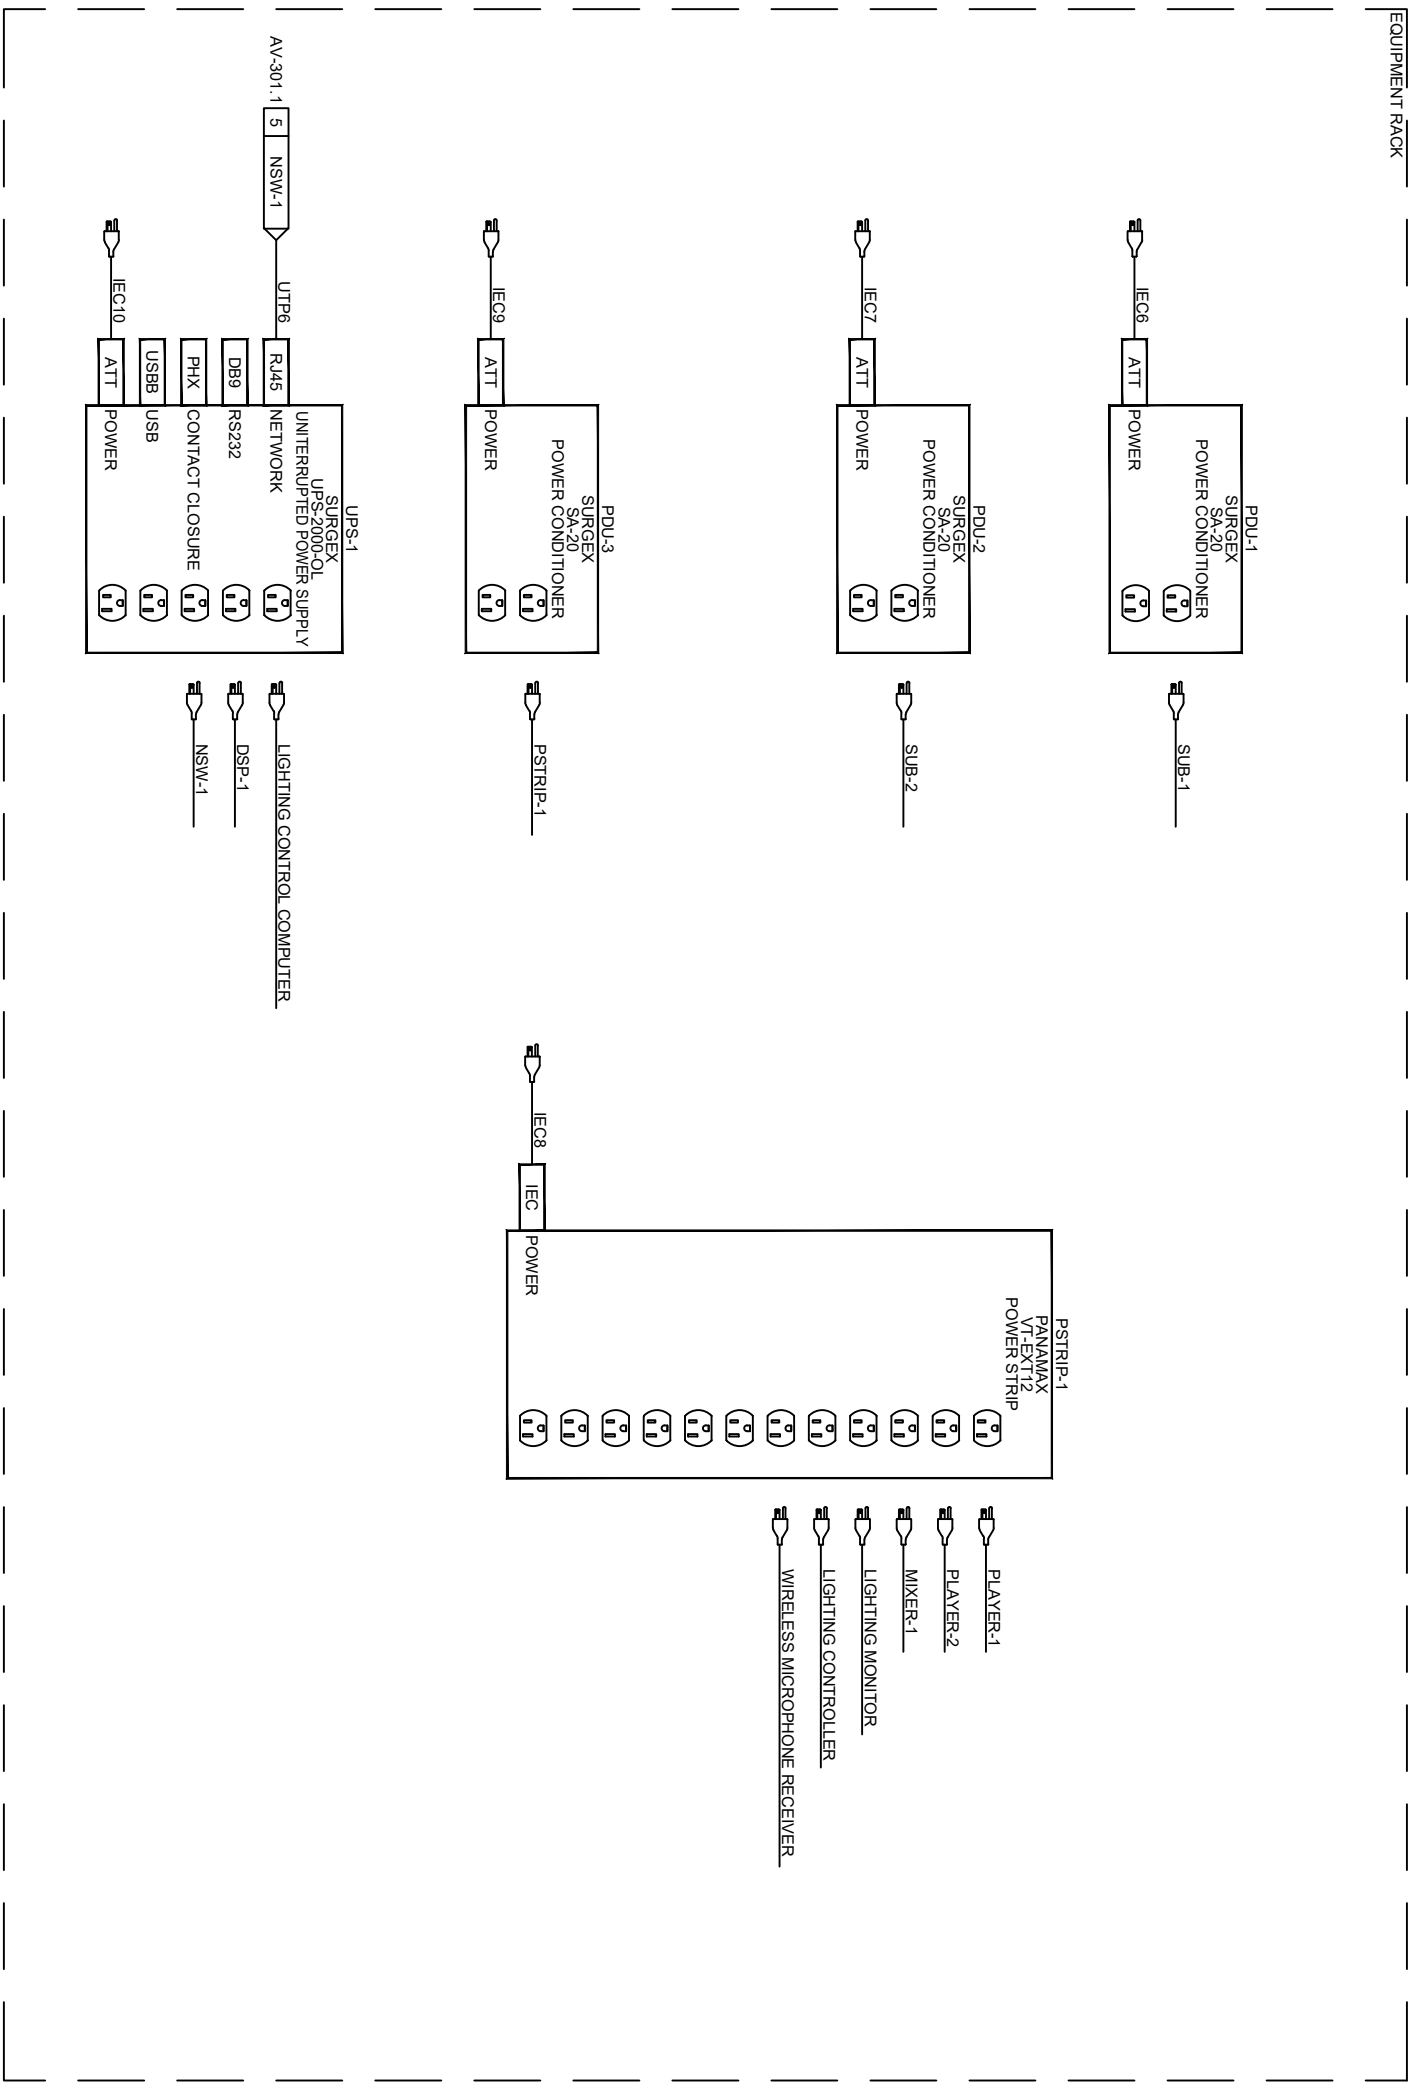 EQUIPMENT RACK
PDU-1
SURGEX
SA-20
POWER CONDITIONER
IEC6
ATT
POWER
SUB-1
PDU-2
SURGEX
SA-20
POWER CONDITIONER
IEC7
ATT
POWER
SUB-2
PDU-3
SURGEX
SA-20
POWER CONDITIONER
IEC9
ATT
POWER
PSTRIP-1
UPS-1
SURGEX
UPS-2000-OL
UNITERRUPTED POWER SUPPLY
AV-301.1 5 NSW-1
UTP6
RJ45
NETWORK
LIGHTING CONTROL COMPUTER
DB9
RS232
DSP-1
PHX
CONTACT CLOSURE
NSW-1
USBB
USB
IEC10
ATT
POWER
PSTRIP-1
PANAMAX
VT-EXT12
POWER STRIP
PLAYER-1
PLAYER-2
MIXER-1
LIGHTING MONITOR
LIGHTING CONTROLLER
WIRELESS MICROPHONE RECEIVER
IEC8
IEC
POWER